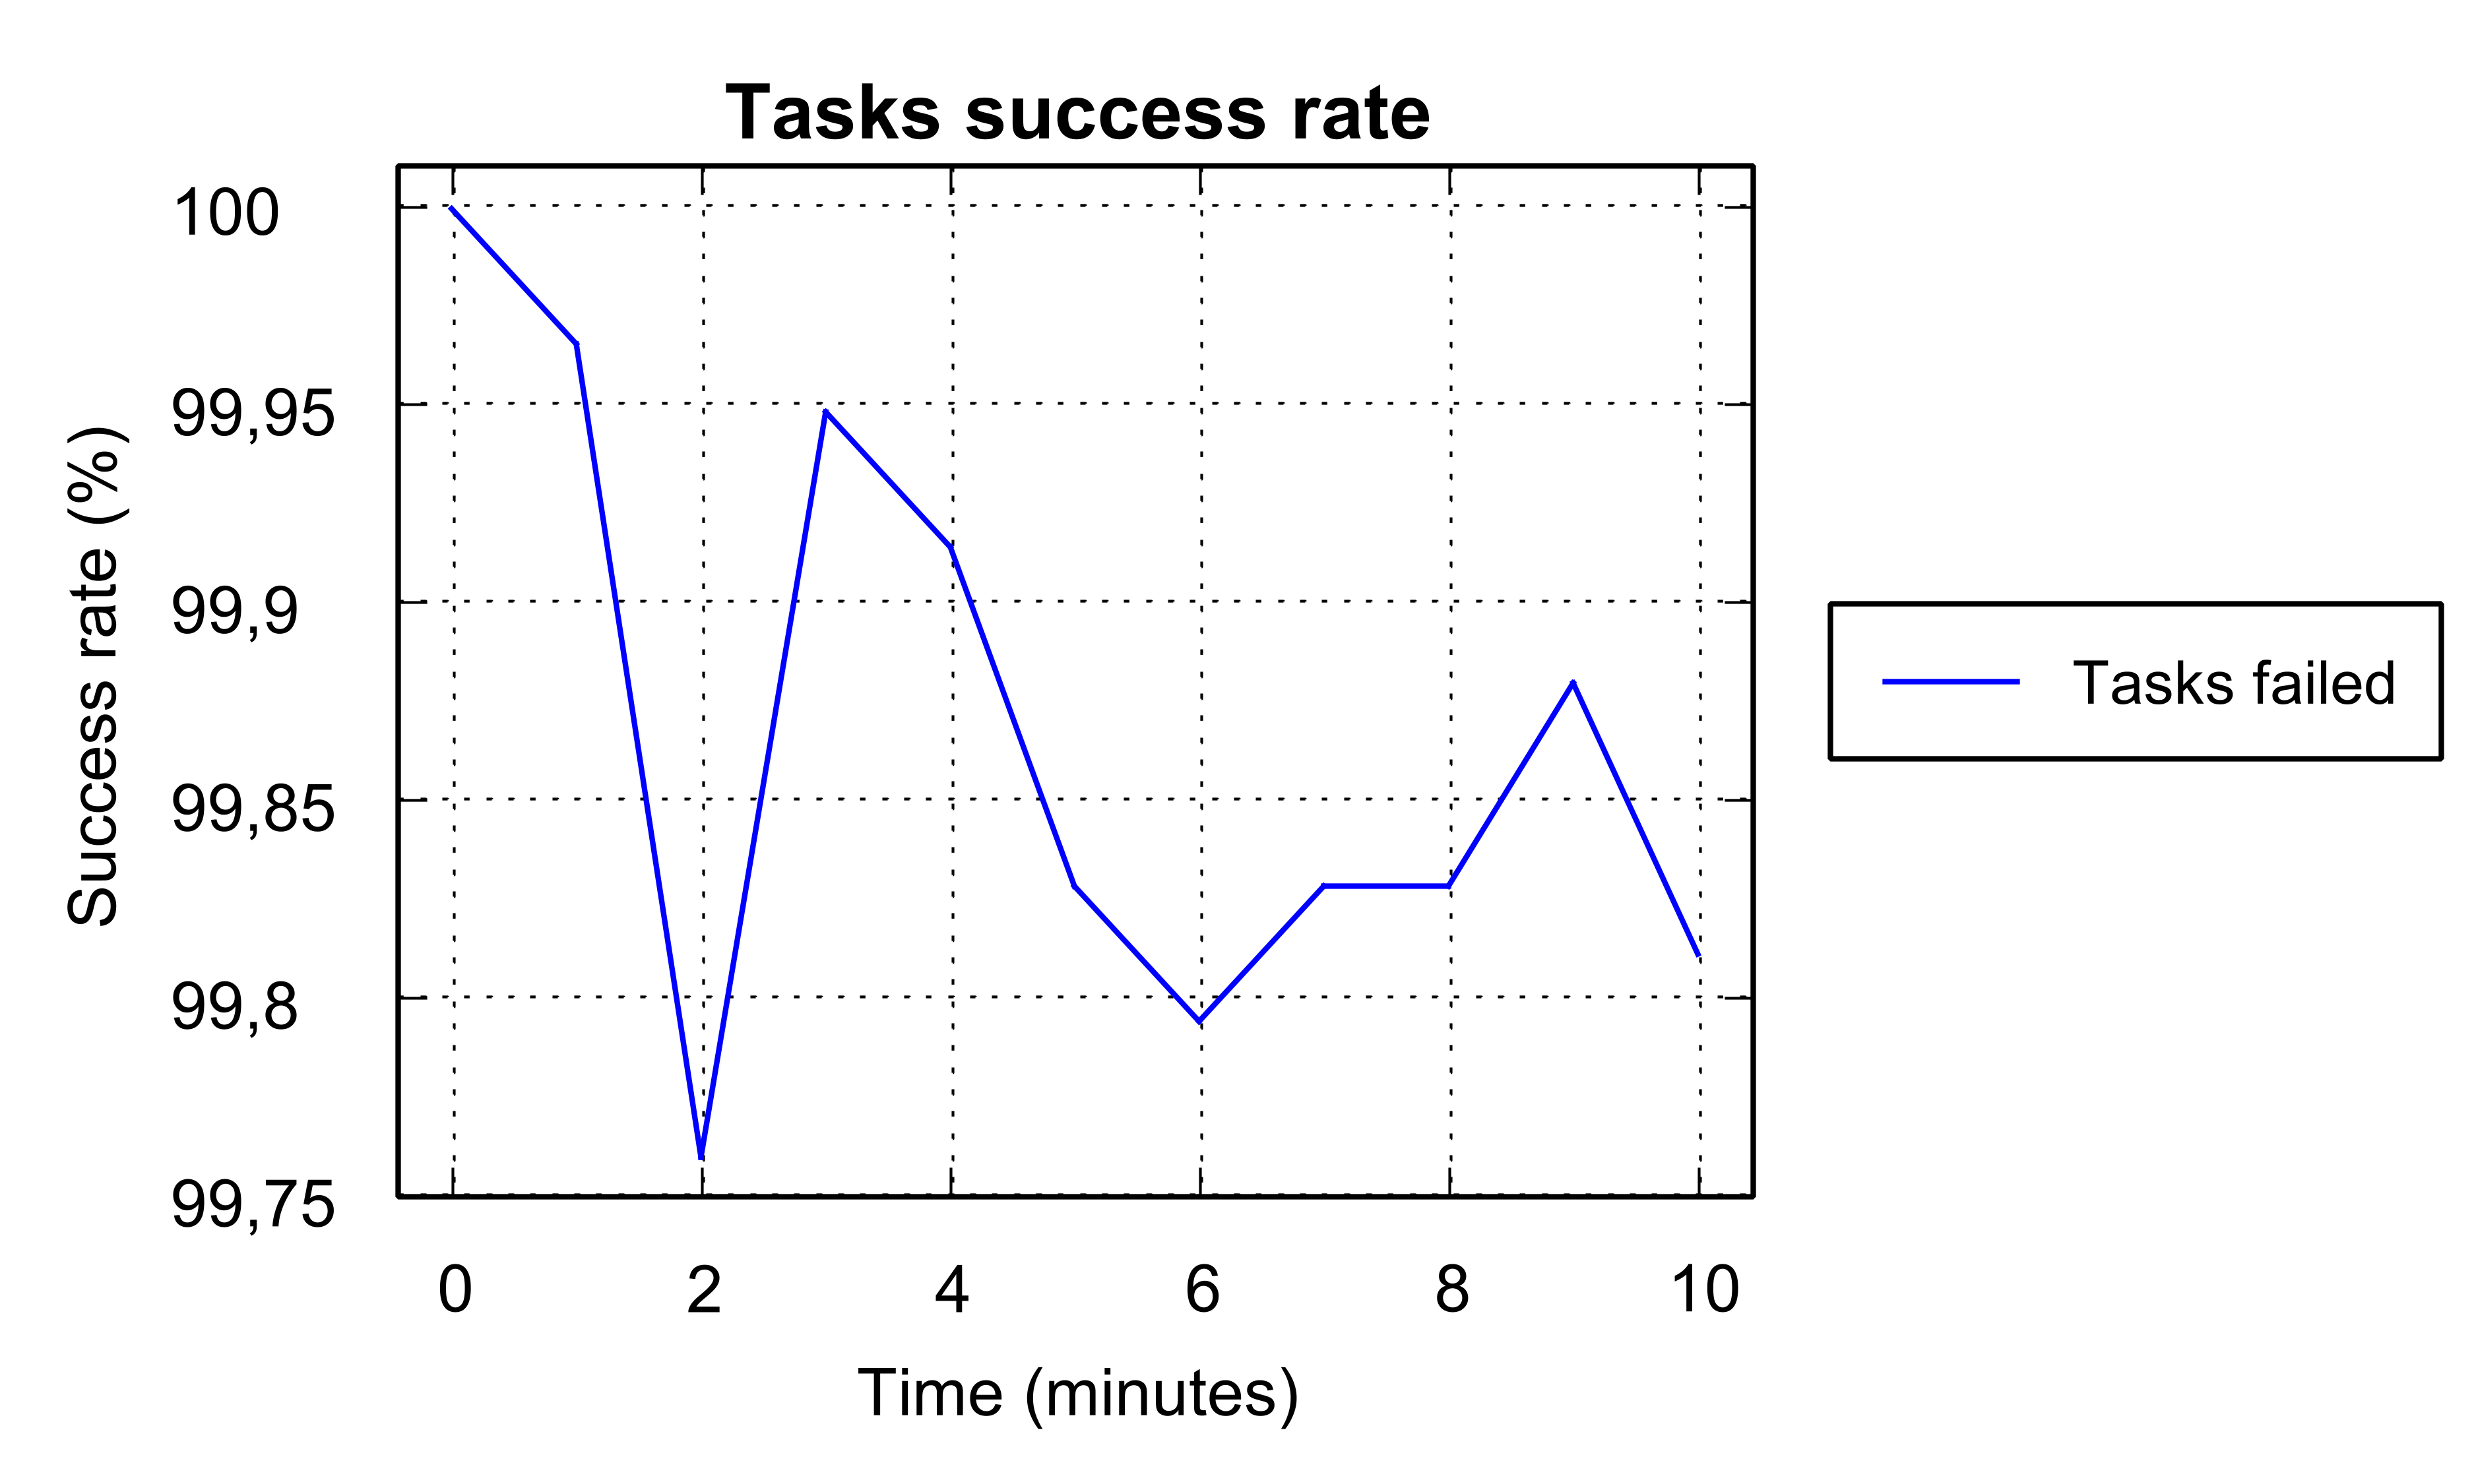 Tasks success rate
100
99,95
99,9
99,85
99,8
99,75
Success rate (%)
0 2 4 6 8 10
Time (minutes)
Tasks failed